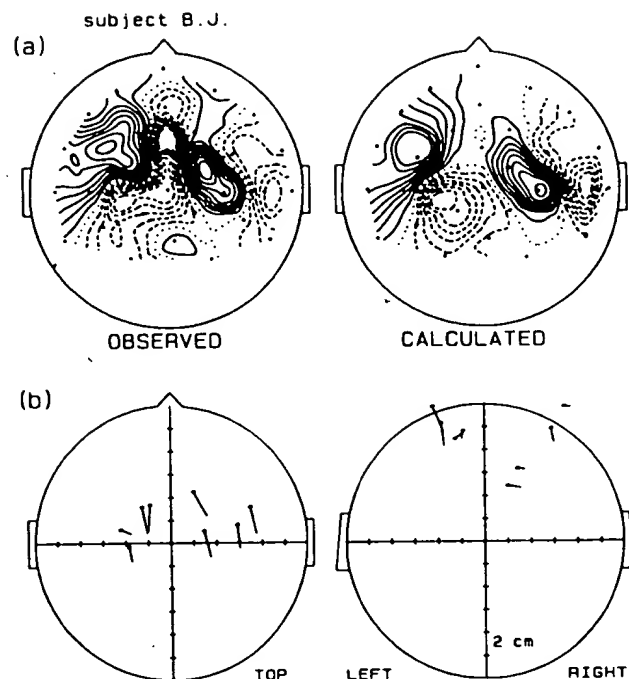 subject B.J.
(a)
OBSERVED
CALCULATED
(b)
2 cm
TOP
LEFT
RIGHT